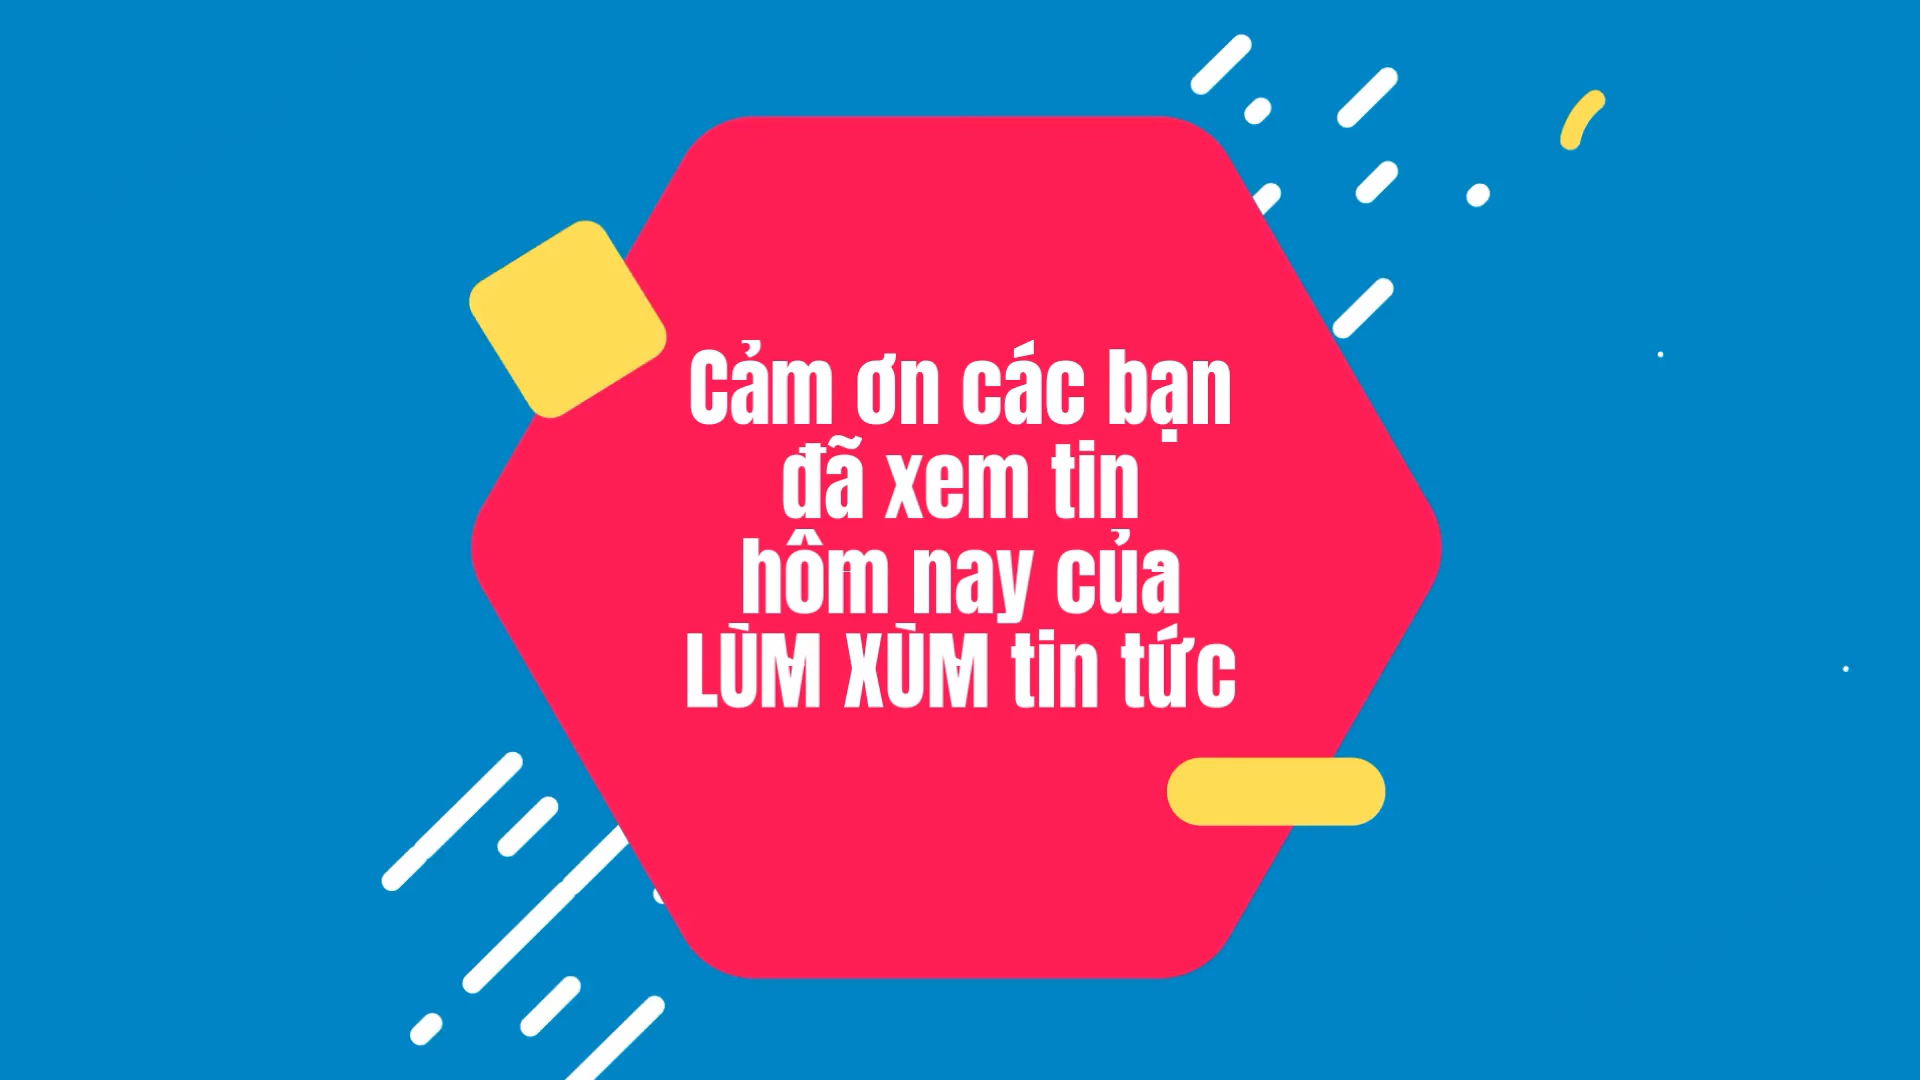 Cảm ơn các bạn
đã xem tin
hôm nay của
LÙM XÙM tin tức